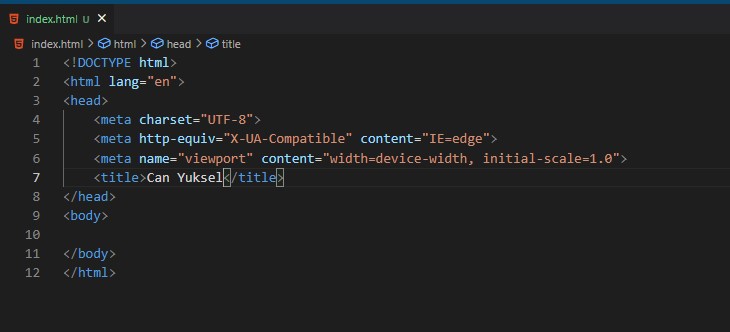 index.html U ×
index.html > html > head > title
1 <!DOCTYPE html>
2 <html lang="en">
3 <head>
4     <meta charset="UTF-8">
5     <meta http-equiv="X-UA-Compatible" content="IE=edge">
6     <meta name="viewport" content="width=device-width, initial-scale=1.0">
7     <title>Can Yuksel</title>
8 </head>
9 <body>
10
11 </body>
12 </html>